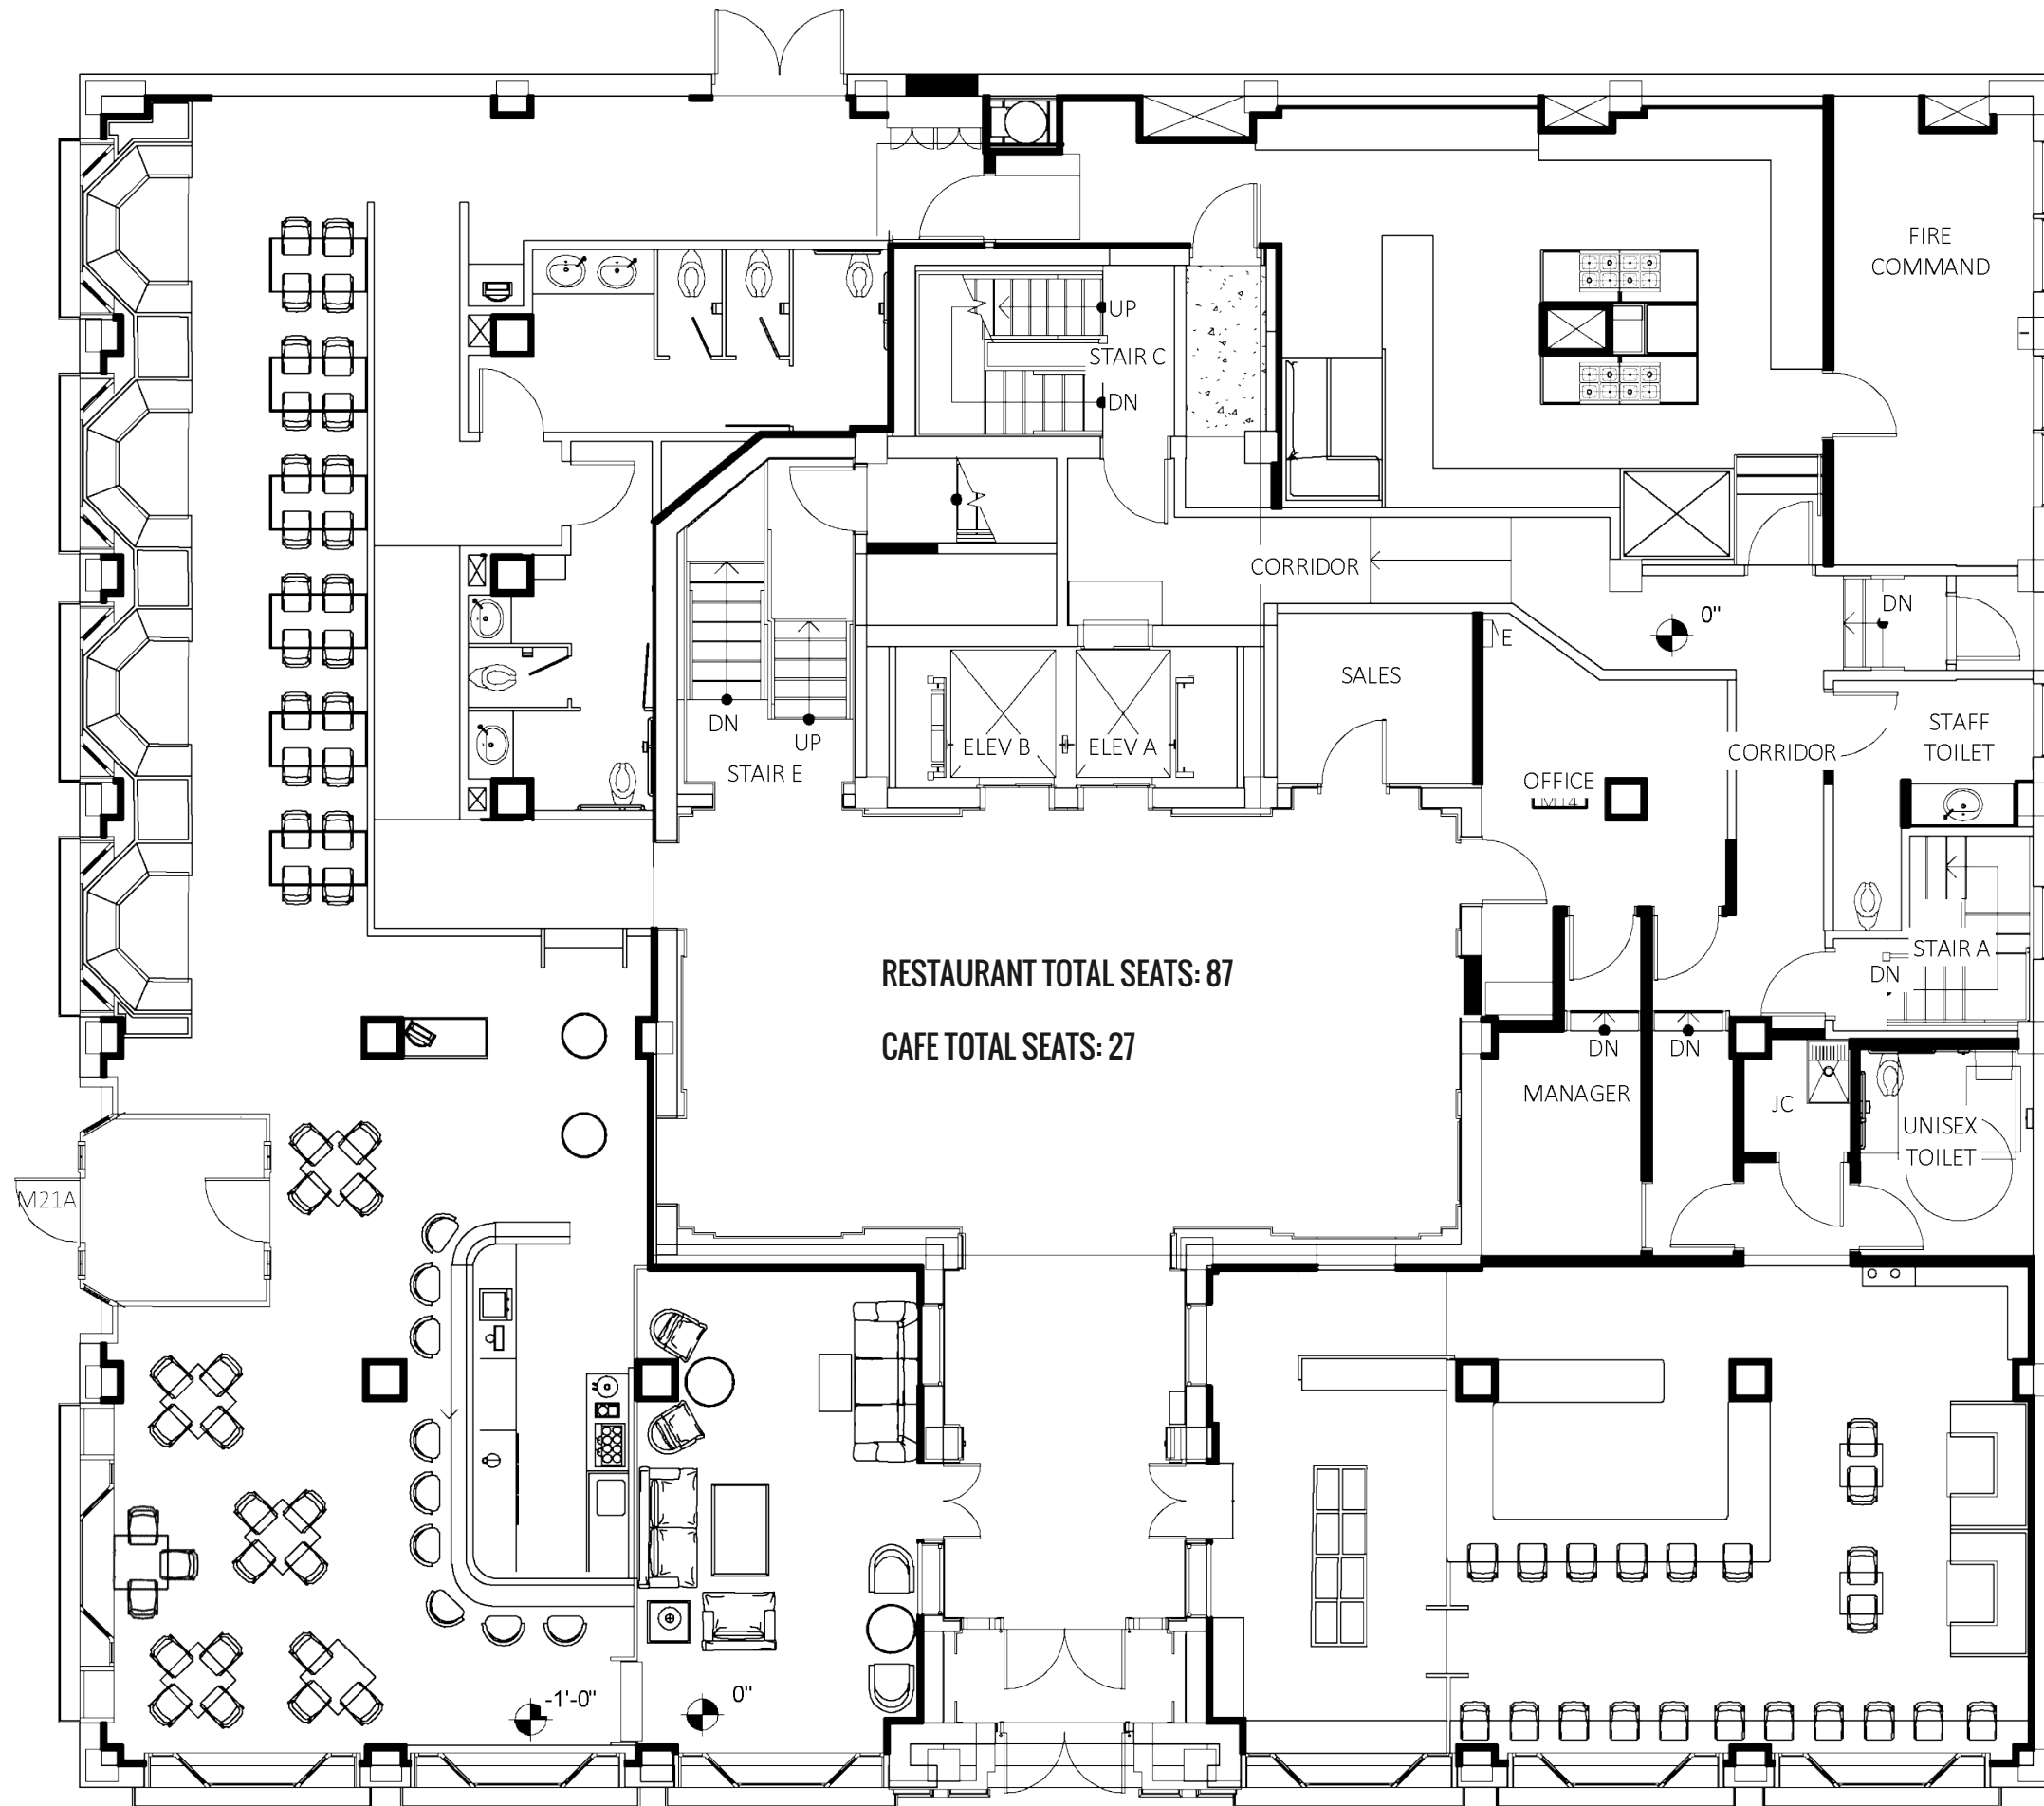 FIRE
COMMAND
UP
STAIR C
DN
CORRIDOR
DN
0"
E
SALES
STAFF
TOILET
DN
UP
ELEV B
ELEV A
CORRIDOR
STAIR E
OFFICE
M14
STAIR A
DN
RESTAURANT TOTAL SEATS: 87
CAFE TOTAL SEATS: 27
DN
DN
MANAGER
JC
UNISEX
TOILET
M21A
-1'-0"
0"